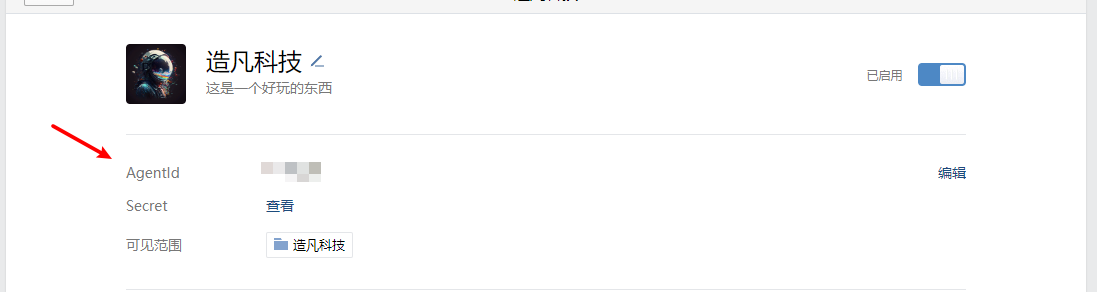 造凡科技
这是一个好玩的东西
已启用
AgentId
编辑
Secret 查看
可见范围 造凡科技